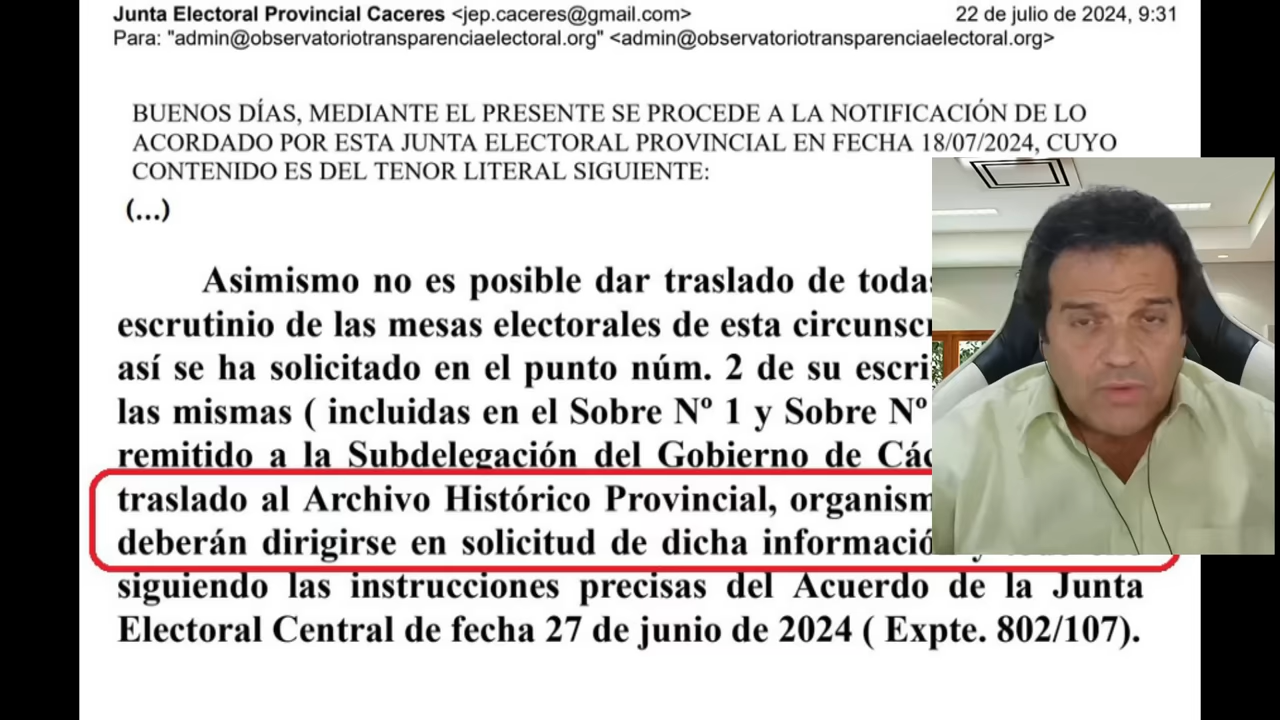 Junta Electoral Provincial Caceres <jep.caceres@gmail.com>
22 de julio de 2024, 9:31
Para: "admin@observatoriotransparenciaelectoral.org" <admin@observatoriotransparenciaelectoral.org>
BUENOS DÍAS, MEDIANTE EL PRESENTE SE PROCEDE A LA NOTIFICACIÓN DE LO
ACORDADO POR ESTA JUNTA ELECTORAL PROVINCIAL EN FECHA 18/07/2024, CUYO
CONTENIDO ES DEL TENOR LITERAL SIGUIENTE:
(...)
Asimismo no es posible dar traslado de todas
escrutinio de las mesas electorales de esta
así se ha solicitado en el punto núm. 2 de su
las mismas ( incluidas en el Sobre Nº 1 y Sobre Nº
remitido a la Subdelegación del Gobierno de
traslado al Archivo Histórico Provincial,
deberán dirigirse en solicitud de dicha
siguiendo las instrucciones precisas del Acuerdo de la Junta
Electoral Central de fecha 27 de junio de 2024 ( Expte. 802/107).